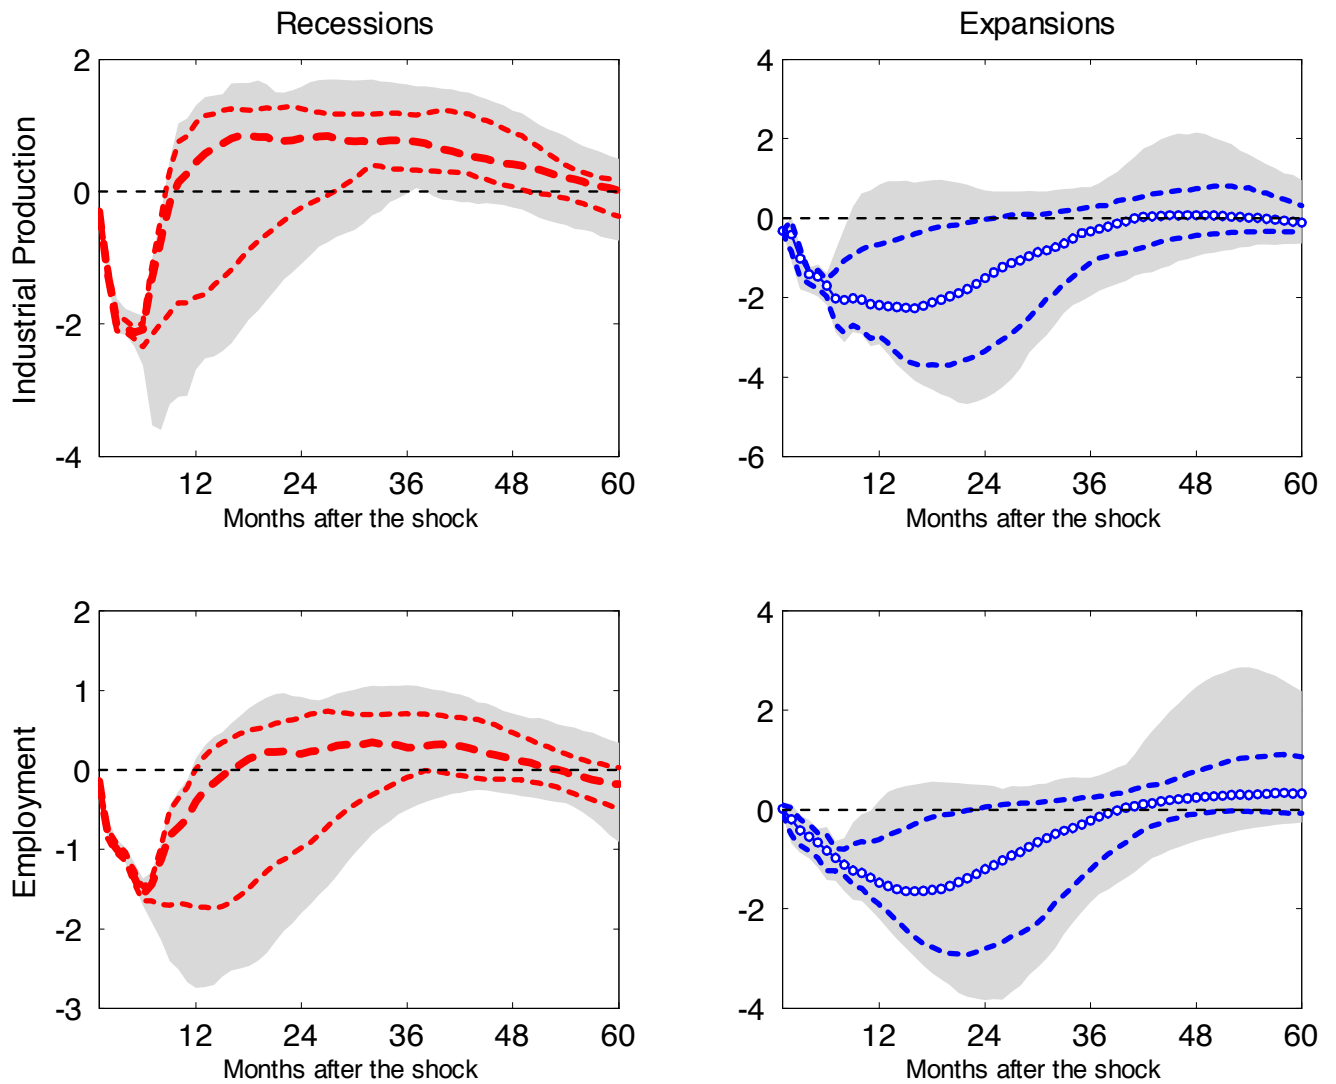 Recessions
Expansions
Industrial Production
2
0
-2
-4
12 24 36 48 60
Months after the shock
4
2
0
-2
-4
-6
12 24 36 48 60
Months after the shock
Employment
2
1
0
-1
-2
-3
12 24 36 48 60
Months after the shock
4
2
0
-2
-4
12 24 36 48 60
Months after the shock